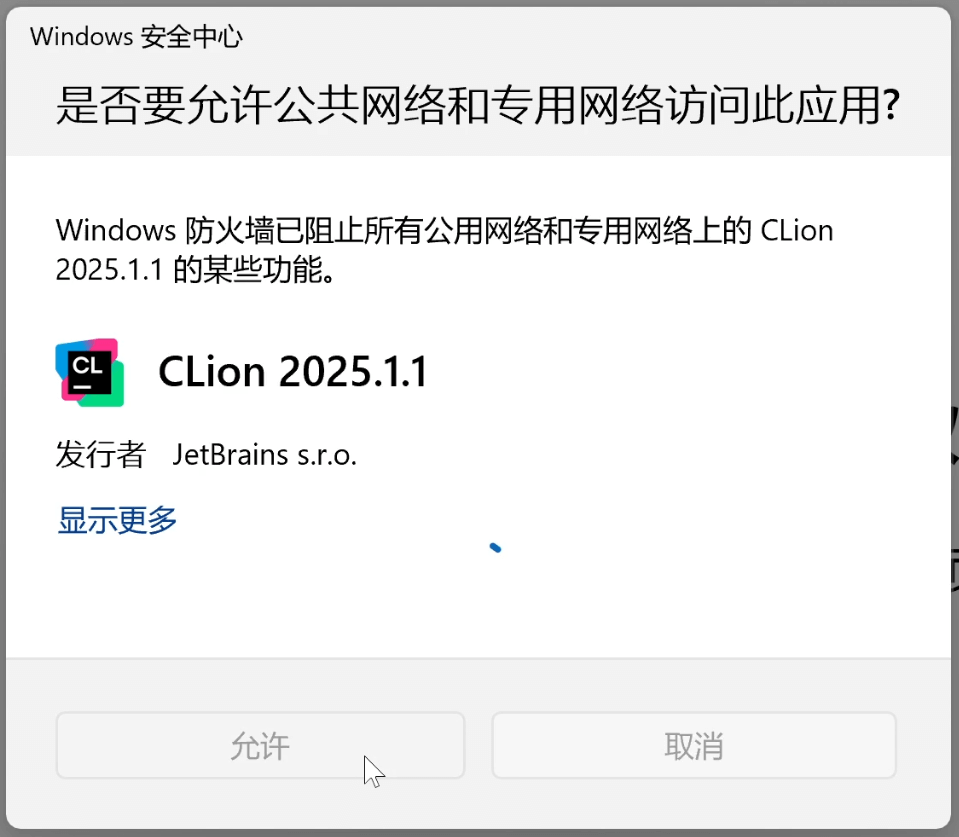 Windows 安全中心
是否要允许公共网络和专用网络访问此应用?
Windows 防火墙已阻止所有公用网络和专用网络上的 CLion
2025.1.1 的某些功能。
CL
CLion 2025.1.1
发行者 JetBrains s.r.o.
显示更多
允许
取消